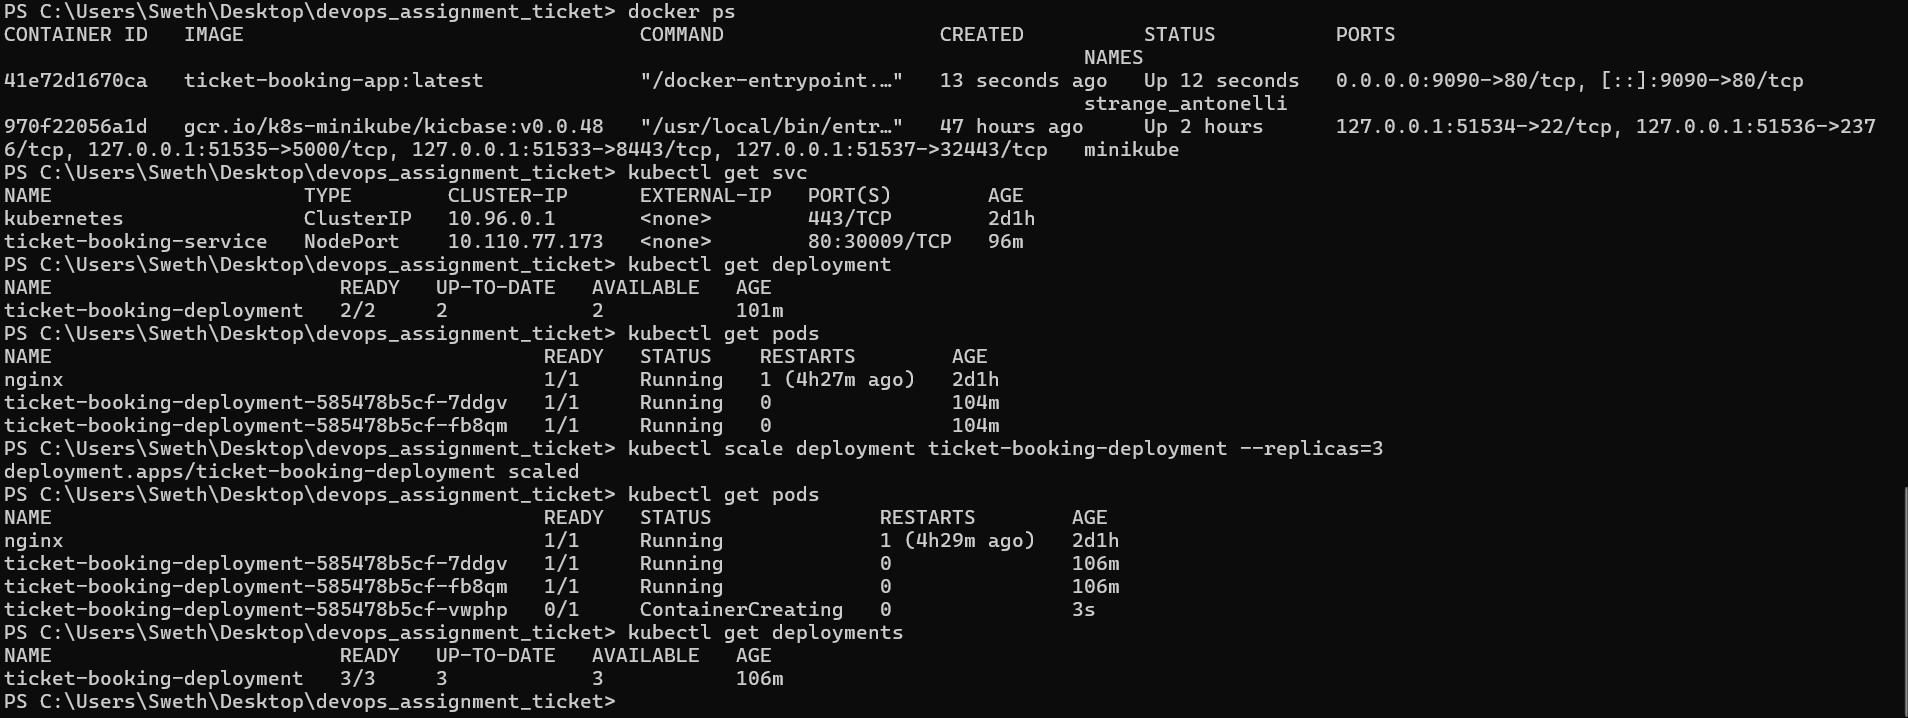 PS C:\Users\Sweth\Desktop\devops_assignment_ticket> docker ps
CONTAINER ID   IMAGE                                 COMMAND                  CREATED          STATUS          PORTS
                                                                                          NAMES
41e72d1670ca   ticket-booking-app:latest             "/docker-entrypoint.…"   13 seconds ago   Up 12 seconds   0.0.0.0:9090->80/tcp, [::]:9090->80/tcp
                                                                                          strange_antonelli
970f22056a1d   gcr.io/k8s-minikube/kicbase:v0.0.48   "/usr/local/bin/entr…"   47 hours ago     Up 2 hours      127.0.0.1:51534->22/tcp, 127.0.0.1:51536->237
6/tcp, 127.0.0.1:51535->5000/tcp, 127.0.0.1:51533->8443/tcp, 127.0.0.1:51537->32443/tcp   minikube
PS C:\Users\Sweth\Desktop\devops_assignment_ticket> kubectl get svc
NAME                     TYPE        CLUSTER-IP      EXTERNAL-IP   PORT(S)        AGE
kubernetes               ClusterIP   10.96.0.1       <none>        443/TCP        2d1h
ticket-booking-service   NodePort    10.110.77.173   <none>        80:30009/TCP   96m
PS C:\Users\Sweth\Desktop\devops_assignment_ticket> kubectl get deployment
NAME                        READY   UP-TO-DATE   AVAILABLE   AGE
ticket-booking-deployment   2/2     2            2           101m
PS C:\Users\Sweth\Desktop\devops_assignment_ticket> kubectl get pods
NAME                                         READY   STATUS    RESTARTS        AGE
nginx                                        1/1     Running   1 (4h27m ago)   2d1h
ticket-booking-deployment-585478b5cf-7ddgv   1/1     Running   0               104m
ticket-booking-deployment-585478b5cf-fb8qm   1/1     Running   0               104m
PS C:\Users\Sweth\Desktop\devops_assignment_ticket> kubectl scale deployment ticket-booking-deployment --replicas=3
deployment.apps/ticket-booking-deployment scaled
PS C:\Users\Sweth\Desktop\devops_assignment_ticket> kubectl get pods
NAME                                         READY   STATUS              RESTARTS        AGE
nginx                                        1/1     Running             1 (4h29m ago)   2d1h
ticket-booking-deployment-585478b5cf-7ddgv   1/1     Running             0               106m
ticket-booking-deployment-585478b5cf-fb8qm   1/1     Running             0               106m
ticket-booking-deployment-585478b5cf-vwphp   0/1     ContainerCreating   0               3s
PS C:\Users\Sweth\Desktop\devops_assignment_ticket> kubectl get deployments
NAME                        READY   UP-TO-DATE   AVAILABLE   AGE
ticket-booking-deployment   3/3     3            3           106m
PS C:\Users\Sweth\Desktop\devops_assignment_ticket>